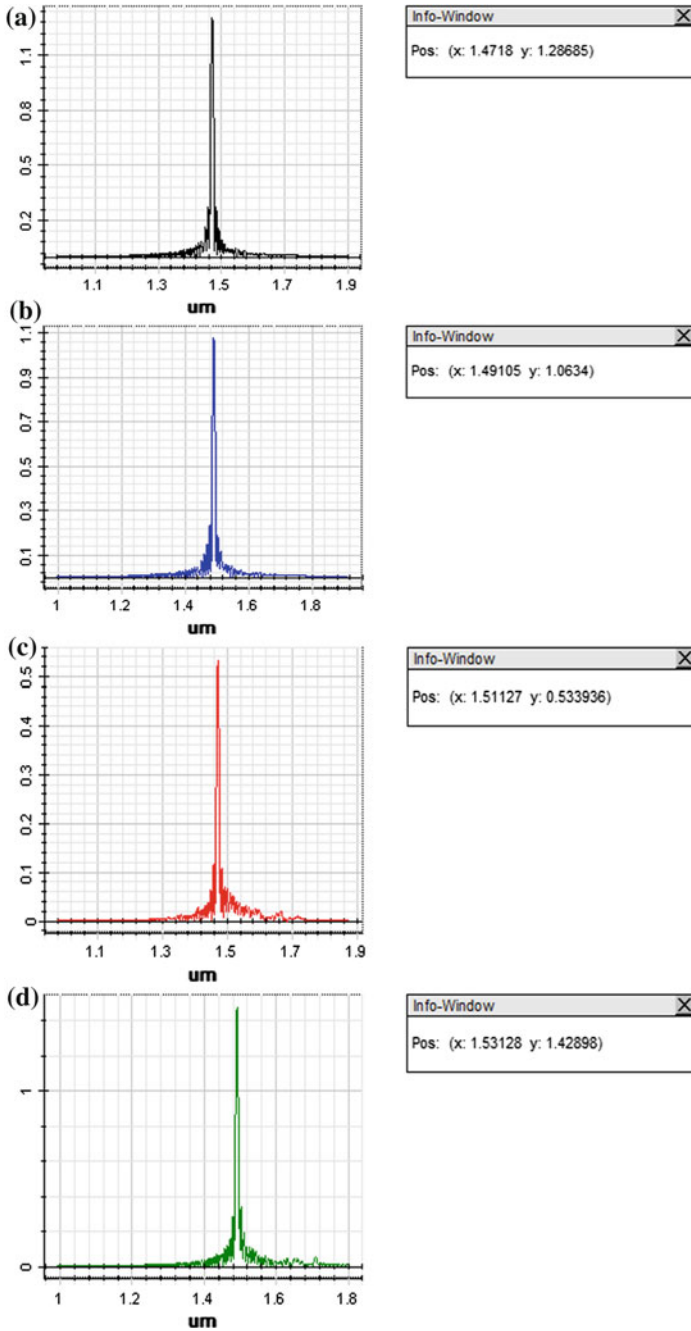 (a)
1.1
0.8
0.5
0.2
1.1 1.3 1.5 1.7 1.9
um
Info-Window
Pos: (x: 1.4718 y: 1.28685)
(b)
1.1
0.9
0.7
0.5
0.3
0.1
1 1.2 1.4 1.6 1.8
um
Info-Window
Pos: (x: 1.49105 y: 1.0634)
(c)
0.5
0.4
0.3
0.2
0.1
0
1.1 1.3 1.5 1.7 1.9
um
Info-Window
Pos: (x: 1.51127 y: 0.533936)
(d)
1
0
1 1.2 1.4 1.6 1.8
um
Info-Window
Pos: (x: 1.53128 y: 1.42898)